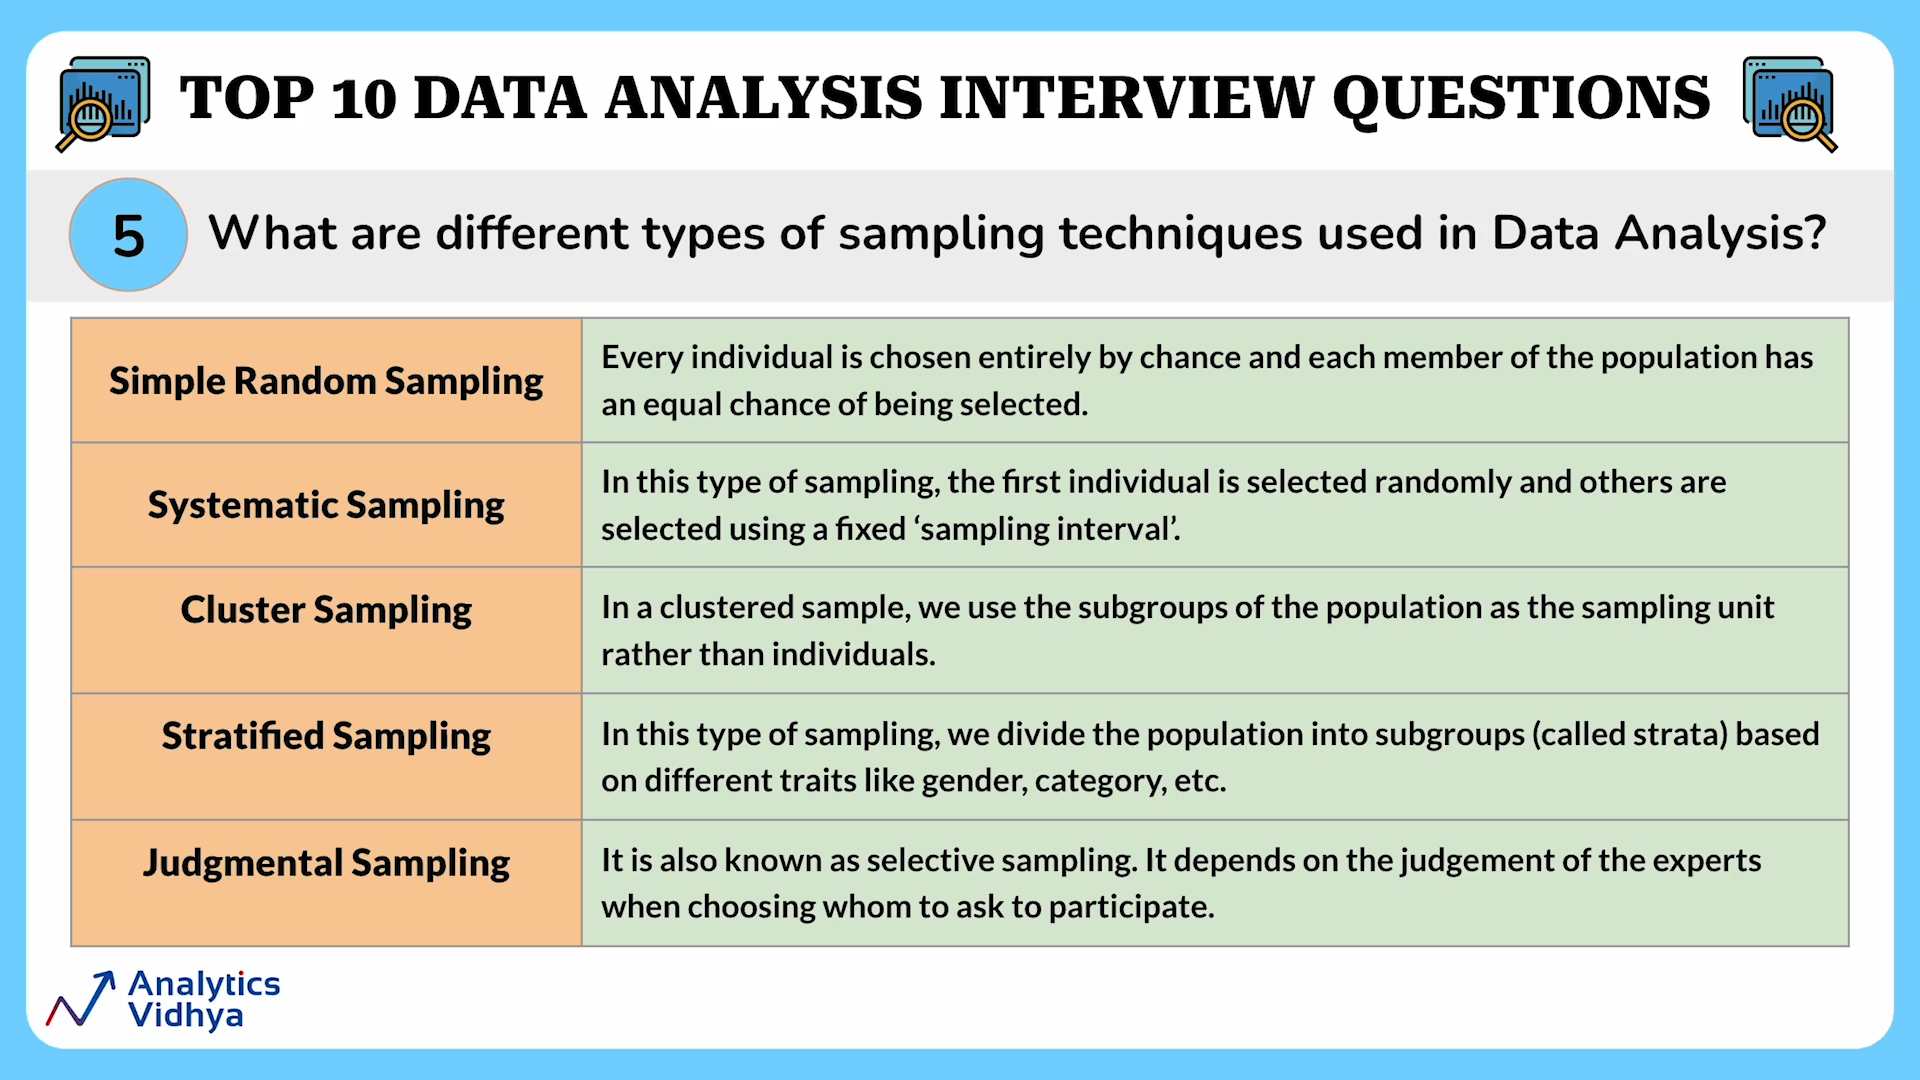 TOP 10 DATA ANALYSIS INTERVIEW QUESTIONS
5 What are different types of sampling techniques used in Data Analysis?
Simple Random Sampling
Every individual is chosen entirely by chance and each member of the population has
an equal chance of being selected.
Systematic Sampling
In this type of sampling, the first individual is selected randomly and others are
selected using a fixed ‘sampling interval’.
Cluster Sampling
In a clustered sample, we use the subgroups of the population as the sampling unit
rather than individuals.
Stratified Sampling
In this type of sampling, we divide the population into subgroups (called strata) based
on different traits like gender, category, etc.
Judgmental Sampling
It is also known as selective sampling. It depends on the judgement of the experts
when choosing whom to ask to participate.
Analytics
Vidhya